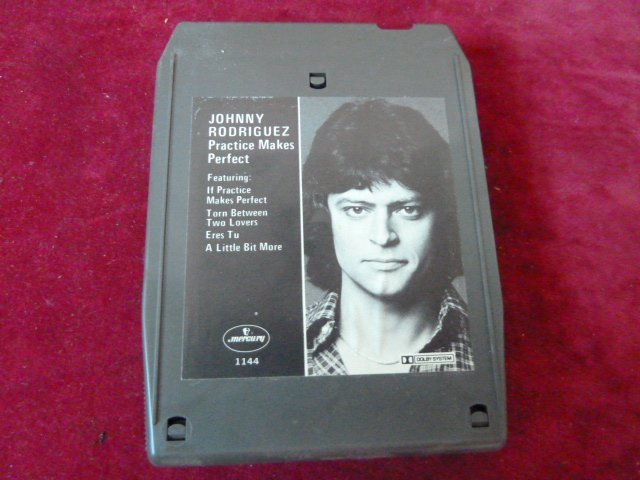 JOHNNY
RODRIGUEZ
Practice Makes
Perfect
Featuring:
If Practice
Makes Perfect
Torn Between
Two Lovers
Eres Tu
A Little Bit More
mercury
1144
DOLBY SYSTEM